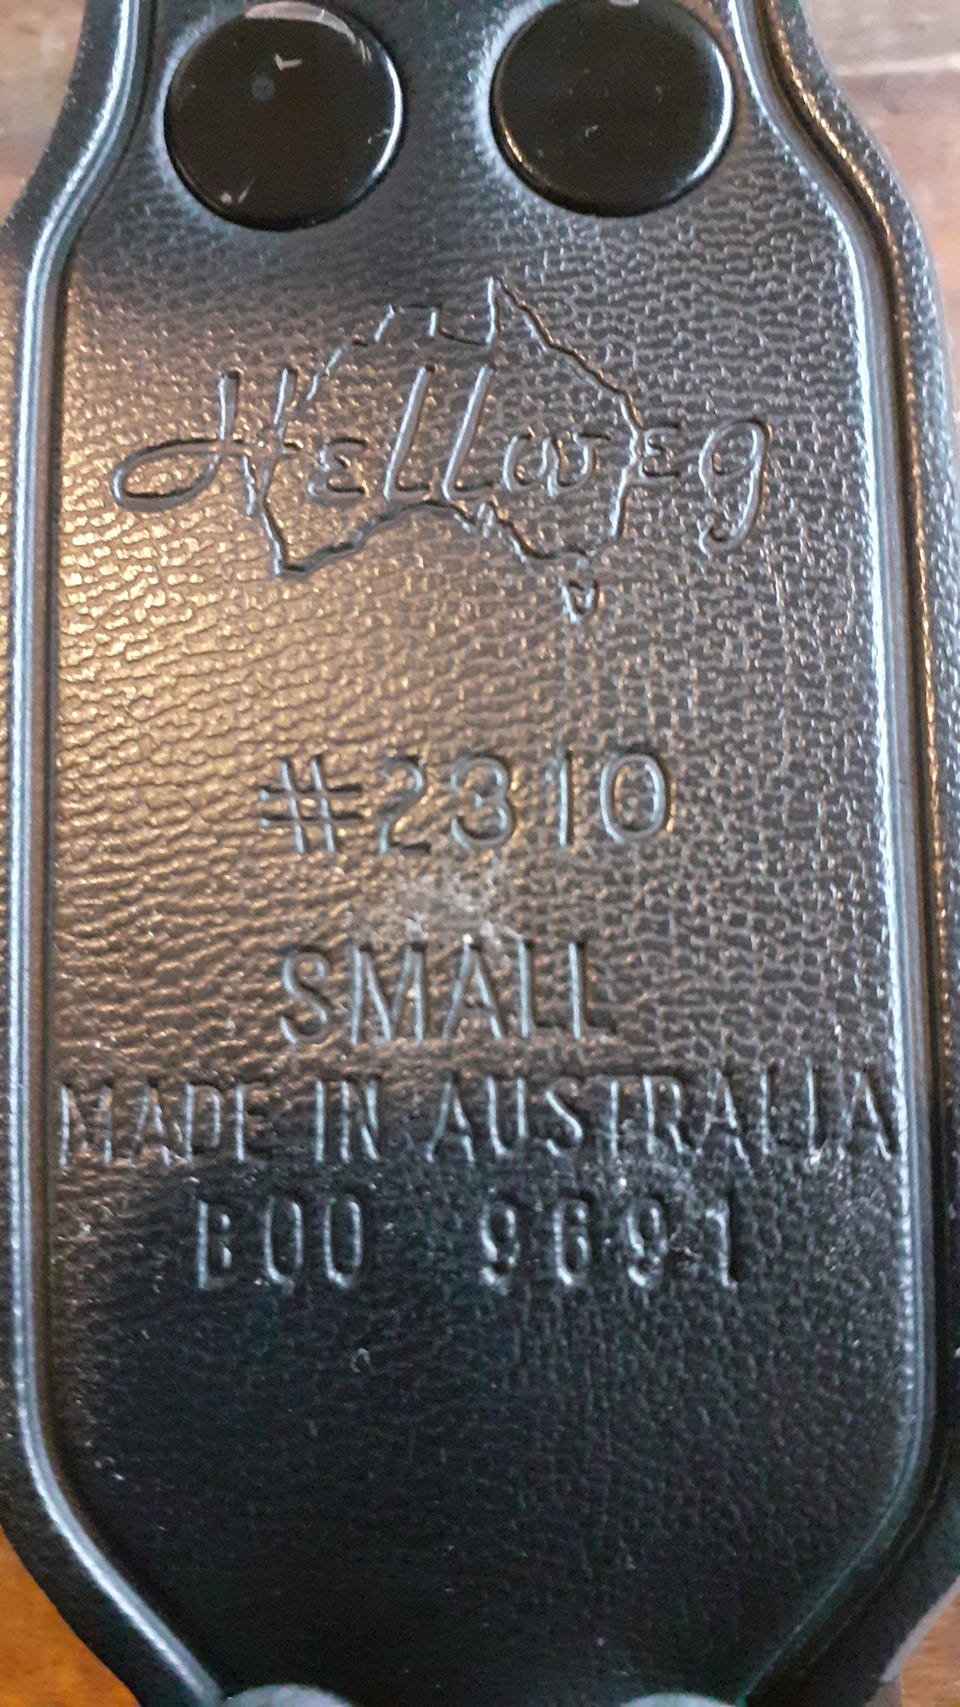 Hellweg
#2310
SMALL
MADE IN AUSTRALIA
B00 9691